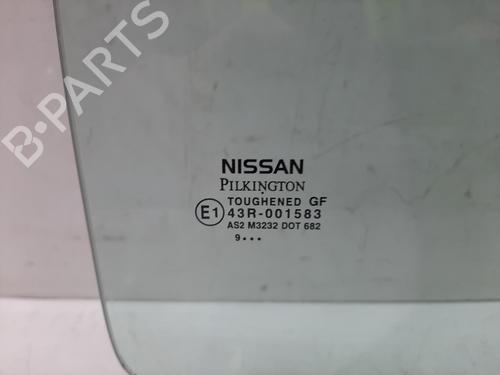 B-PARTS
NISSAN
PILKINGTON
TOUGHENED GF
E1 43R-001583
AS2 M3232 DOT 682
9•••